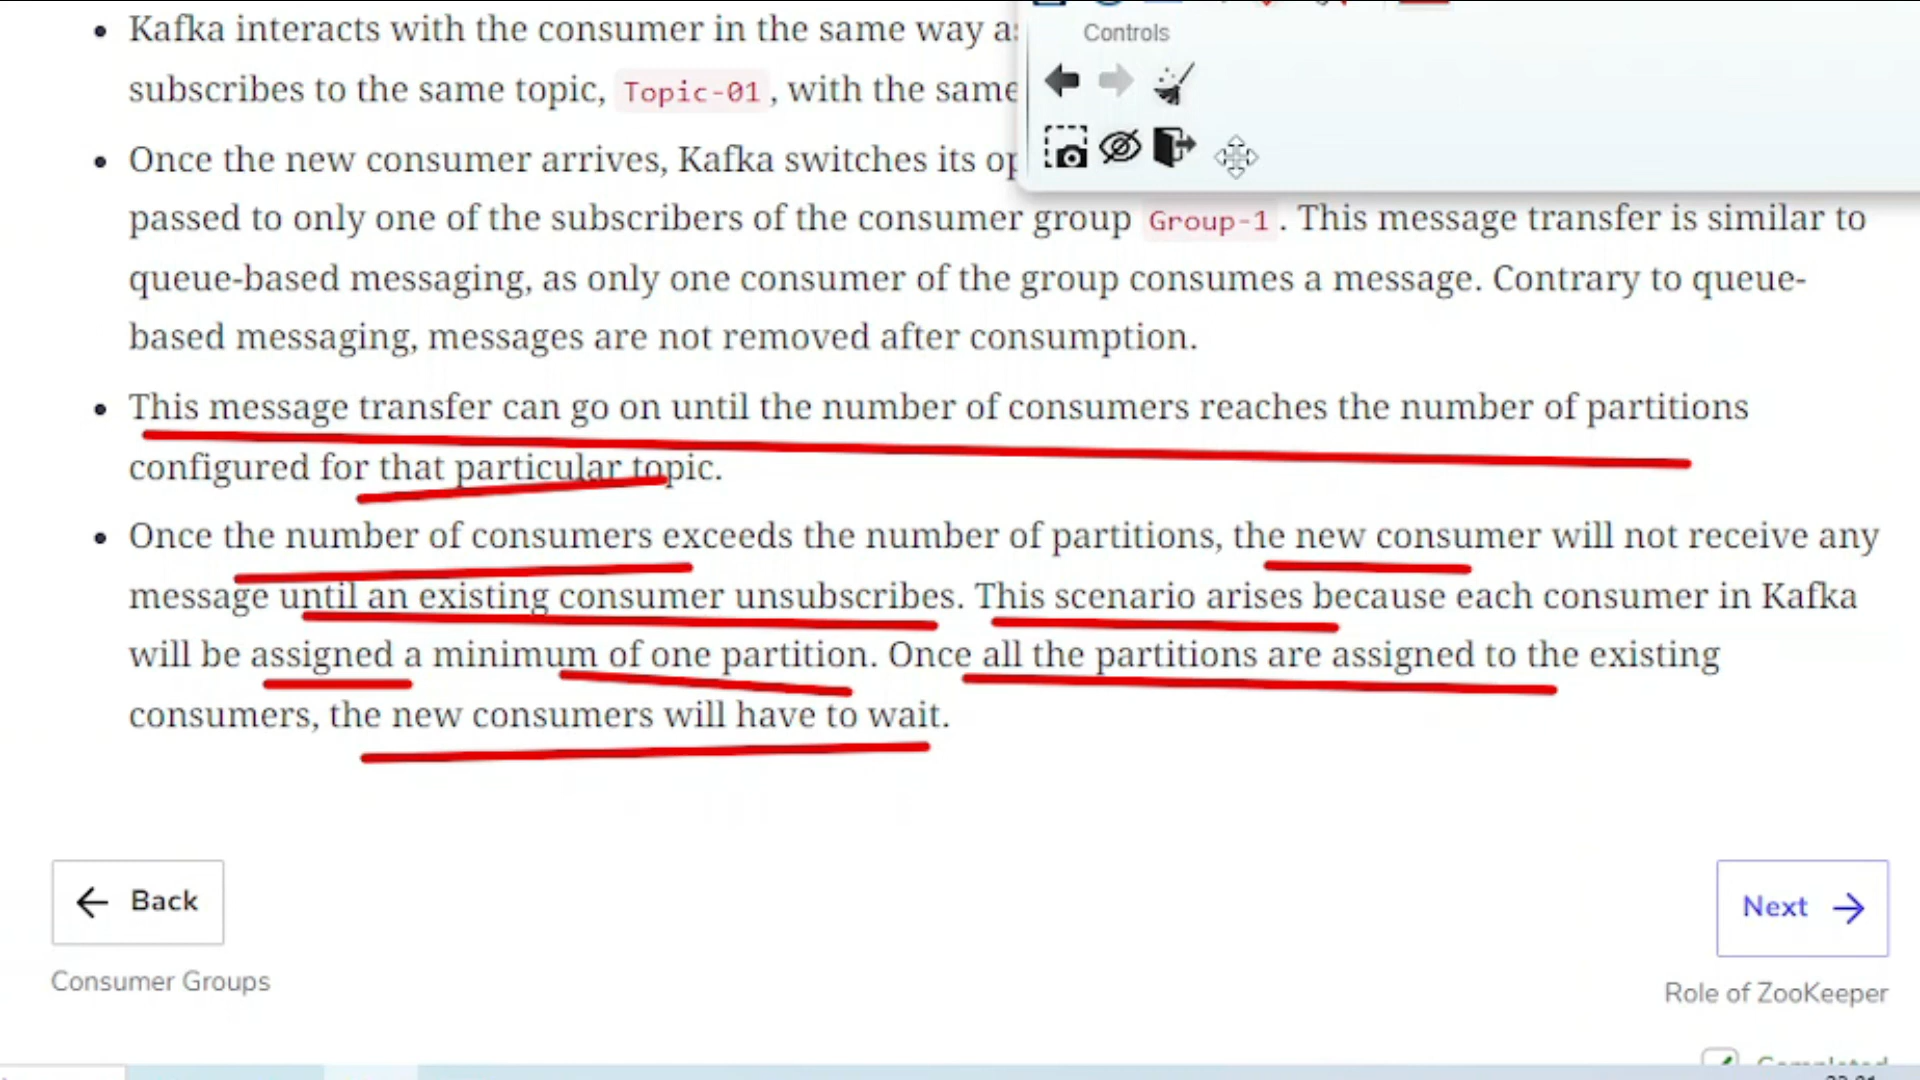 Kafka interacts with the consumer in the same way
subscribes to the same topic, Topic-01, with the same
Once the new consumer arrives, Kafka switches its
passed to only one of the subscribers of the consumer group Group-1. This message transfer is similar to
queue-based messaging, as only one consumer of the group consumes a message. Contrary to queue-
based messaging, messages are not removed after consumption.
This message transfer can go on until the number of consumers reaches the number of partitions
configured for that particular topic.
Once the number of consumers exceeds the number of partitions, the new consumer will not receive any
message until an existing consumer unsubscribes. This scenario arises because each consumer in Kafka
will be assigned a minimum of one partition. Once all the partitions are assigned to the existing
consumers, the new consumers will have to wait.
Controls
Back
Consumer Groups
Next
Role of ZooKeeper